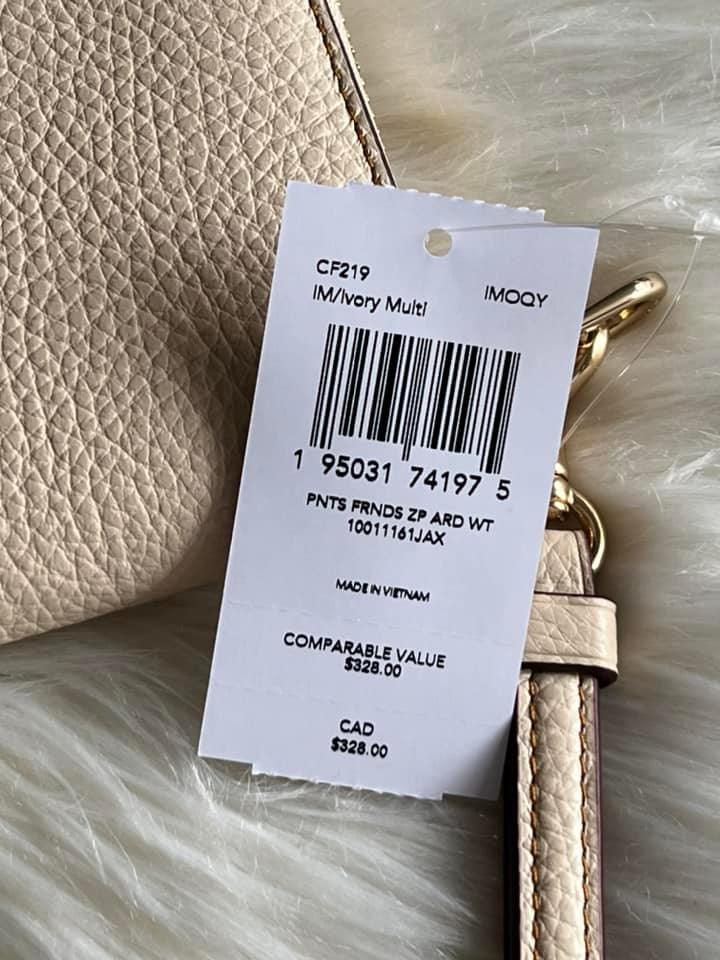 CF219
IM/Ivory Multi
IMOQY
1 95031 74197 5
PNTS FRNDS ZP ARD WT
10011161JAX
MADE IN VIETNAM
COMPARABLE VALUE
$328.00
CAD
$328.00